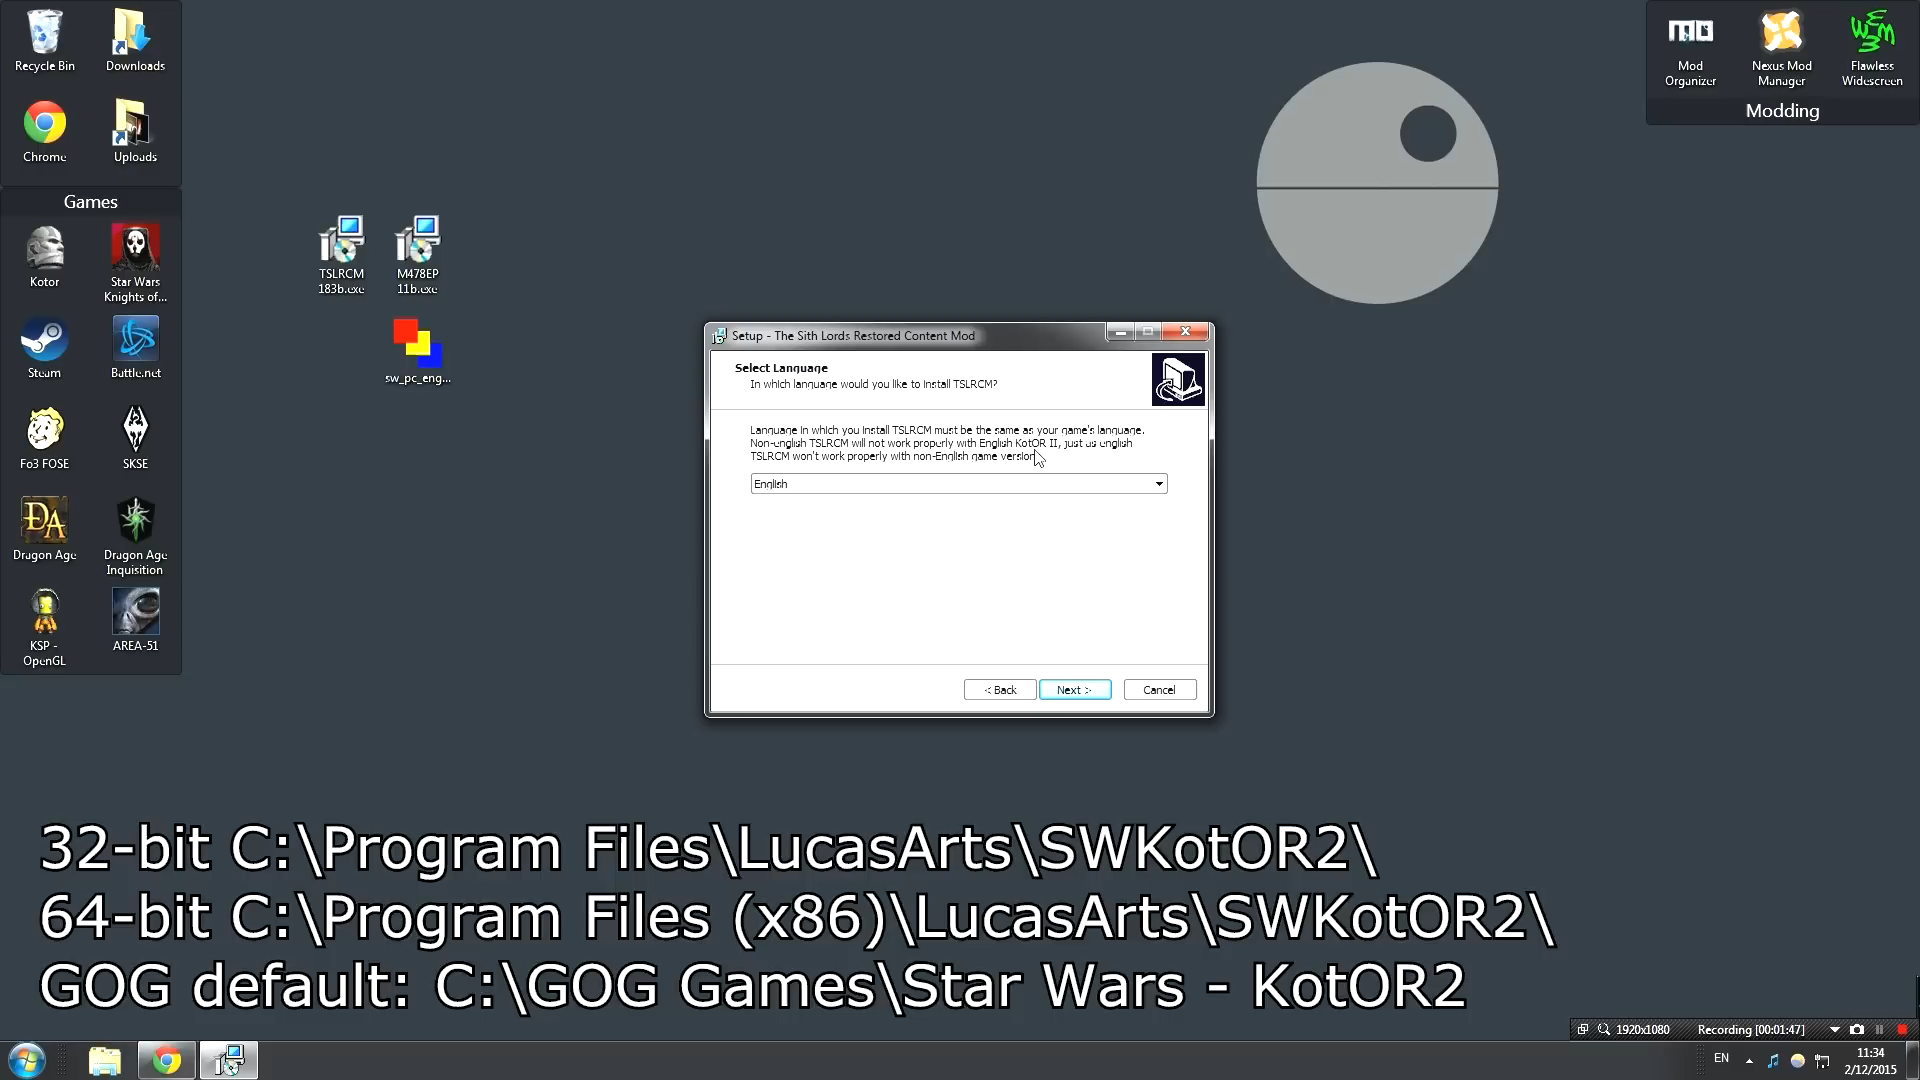 Recycle Bin
Downloads
Chrome
Uploads
Games
Kotor
Star Wars
Knights of...
Steam
Battle.net
Fo3 FOSE
SKSE
Dragon Age
Dragon Age
Inquisition
KSP -
OpenGL
AREA-51
TSLRCM
183b.exe
M478EP
11b.exe
sw_pc_eng...
Mod
Organizer
Nexus Mod
Manager
Flawless
Widescreen
Modding
Setup - The Sith Lords Restored Content Mod
Select Language
In which language would you like to install TSLRCM?
Language in which you install TSLRCM must be the same as your game's language.
Non-english TSLRCM will not work properly with English KotOR II, just as english
TSLRCM won't work properly with non-English game version
English
< Back
Next >
Cancel
32-bit C:\Program Files\LucasArts\SWKotOR2\
64-bit C:\Program Files (x86)\LucasArts\SWKotOR2\
GOG default: C:\GOG Games\Star Wars - KotOR2
1920x1080
Recording [00:01:47]
EN
11:34
2/12/2015